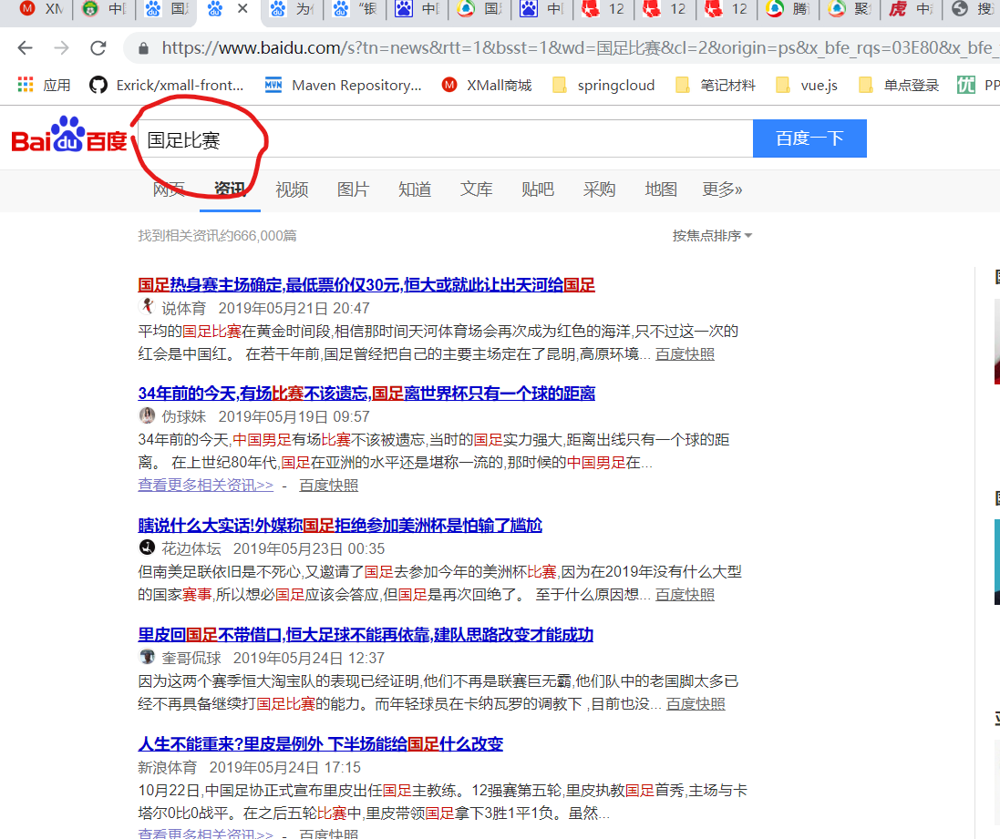 XM 中国 国足 为什 "银 中国 国足 中国 12 12 12 腾 聚 中 搜
https://www.baidu.com/s?tn=news&rtt=1&bsst=1&wd=国足比赛&cl=2&origin=ps&x_bfe_rqs=03E80&x_bfe_
应用 Exrick/xmall-front... MVN Maven Repository... M XMall商城 springcloud 笔记材料 vue.js 单点登录 优 PP
Bai du 百度 国足比赛 百度一下
网页 资讯 视频 图片 知道 文库 贴吧 采购 地图 更多»
找到相关资讯约666,000篇 按焦点排序
国足热身赛主场确定,最低票价仅30元,恒大或就此让出天河给国足
说体育 2019年05月21日 20:47
平均的国足比赛在黄金时间段,相信那时间天河体育场会再次成为红色的海洋,只不过这一次的
红会是中国红。 在若干年前,国足曾经把自己的主要主场定在了昆明,高原环境... 百度快照
34年前的今天,有场比赛不该遗忘,国足离世界杯只有一个球的距离
伪球妹 2019年05月19日 09:57
34年前的今天,中国男足有场比赛不该被遗忘,当时的国足实力强大,距离出线只有一个球的距
离。 在上世纪80年代,国足在亚洲的水平还是堪称一流的,那时候的中国男足在...
查看更多相关资讯>> - 百度快照
瞎说什么大实话!外媒称国足拒绝参加美洲杯是怕输了尴尬
花边体坛 2019年05月23日 00:35
但南美足联依旧是不死心,又邀请了国足去参加今年的美洲杯比赛,因为在2019年没有什么大型
的国家赛事,所以想必国足应该会答应,但国足是再次回绝了。 至于什么原因想... 百度快照
里皮回国足不带借口,恒大足球不能再依靠,建队思路改变才能成功
奎哥侃球 2019年05月24日 12:37
因为这两个赛季恒大淘宝队的表现已经证明,他们不再是联赛巨无霸,他们队中的老国脚太多已
经不再具备继续打国足比赛的能力。而年轻球员在卡纳瓦罗的调教下 ,目前也没... 百度快照
人生不能重来?里皮是例外 下半场能给国足什么改变
新浪体育 2019年05月24日 17:15
10月22日,中国足协正式宣布里皮出任国足主教练。12强赛第五轮,里皮执教国足首秀,主场与卡
塔尔0比0战平。在之后五轮比赛中,里皮带领国足拿下3胜1平1负。虽然...
查看更多相关资讯>> - 百度快照